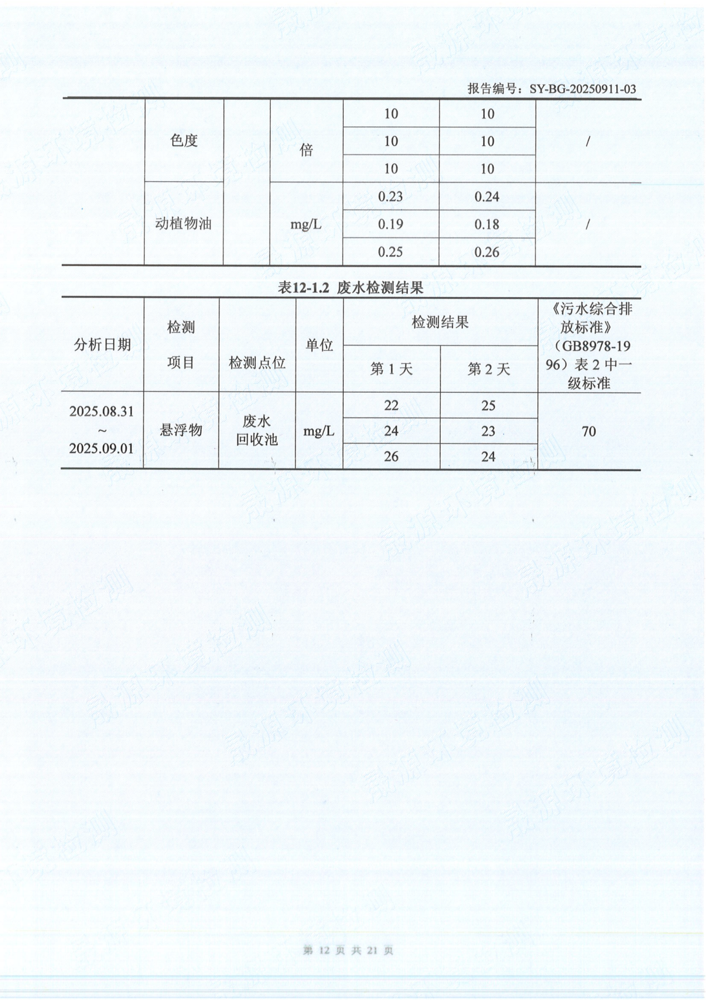 报告编号：SY-BG-20250911-03
色度 倍 10 10 /
10 10
10 10
动植物油 mg/L 0.23 0.24 /
0.19 0.18
0.25 0.26
表12-1.2 废水检测结果
分析日期 检测 项目 检测点位 单位 检测结果 《污水综合排
放标准》
（GB8978-19
96）表 2 中一
级标准
第 1 天 第 2 天
2025.08.31 ~ 2025.09.01 悬浮物 废水 回收池 mg/L 22 25 70
24 23
26 24
第 12 页 共 21 页